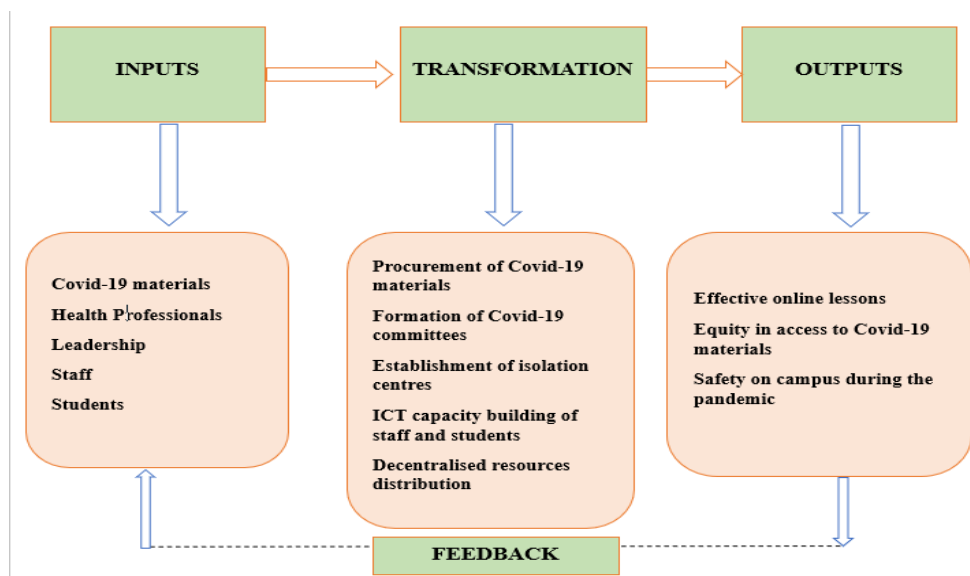 INPUTS
TRANSFORMATION
OUTPUTS
Covid-19 materials
Health Professionals
Leadership
Staff
Students
Procurement of Covid-19
materials
Formation of Covid-19
committees
Establishment of isolation
centres
ICT capacity building of
staff and students
Decentralised resources
distribution
Effective online lessons
Equity in access to Covid-19
materials
Safety on campus during the
pandemic
FEEDBACK